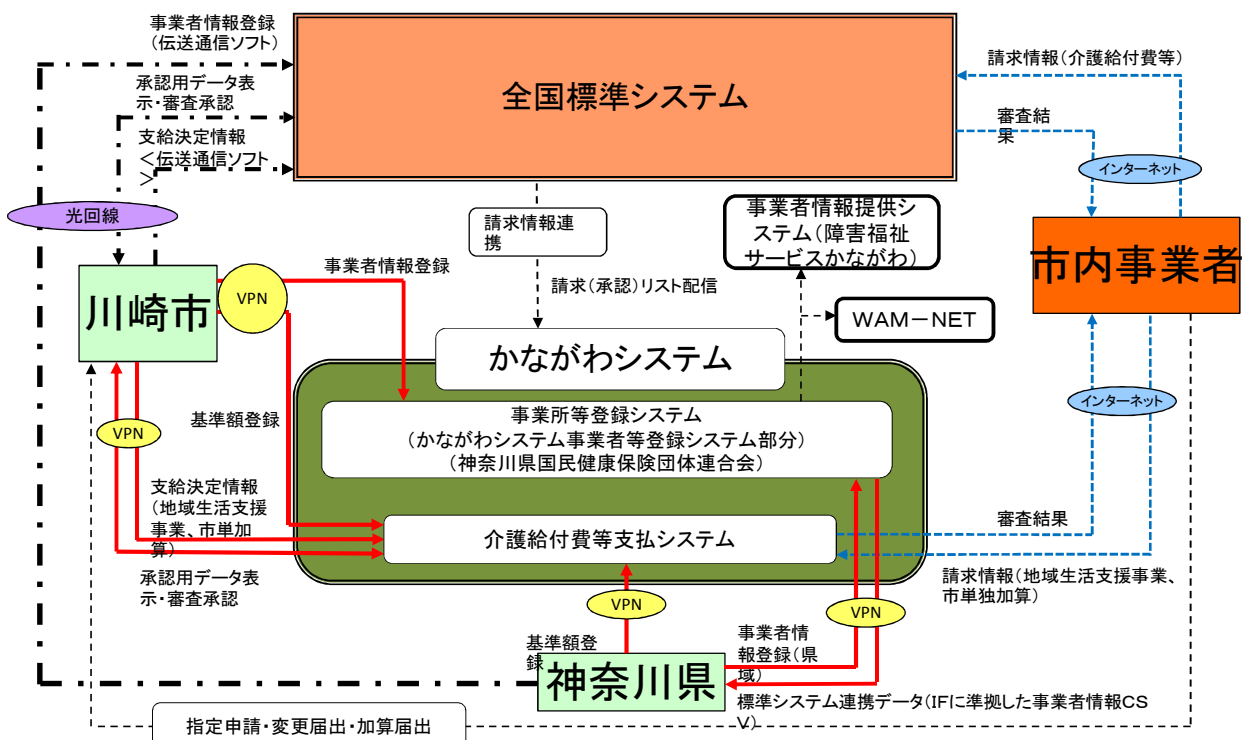 事業者情報登録
(伝送通信ソフト)
承認用データ表
示・審査承認
支給決定情報
＜伝送通信ソフト
＞
光回線
全国標準システム
請求情報(介護給付費等)
審査結
果
インターネット
市内事業者
請求情報連
携
請求(承認)リスト配信
事業者情報提供シ
ステム(障害福祉
サービスかながわ)
WAM－NET
川崎市
VPN
事業者情報登録
かながわシステム
基準額登録
VPN
事業所等登録システム
(かながわシステム事業者等登録システム部分)
(神奈川県国民健康保険団体連合会)
インターネット
支給決定情報
(地域生活支援
事業、市単加
算)
介護給付費等支払システム
審査結果
承認用データ表
示・審査承認
請求情報(地域生活支援事業、
市単独加算)
VPN
VPN
基準額登
録
事業者情
報登録(県
域)
神奈川県
標準システム連携データ(IFに準拠した事業者情報CS
V)
指定申請・変更届出・加算届出